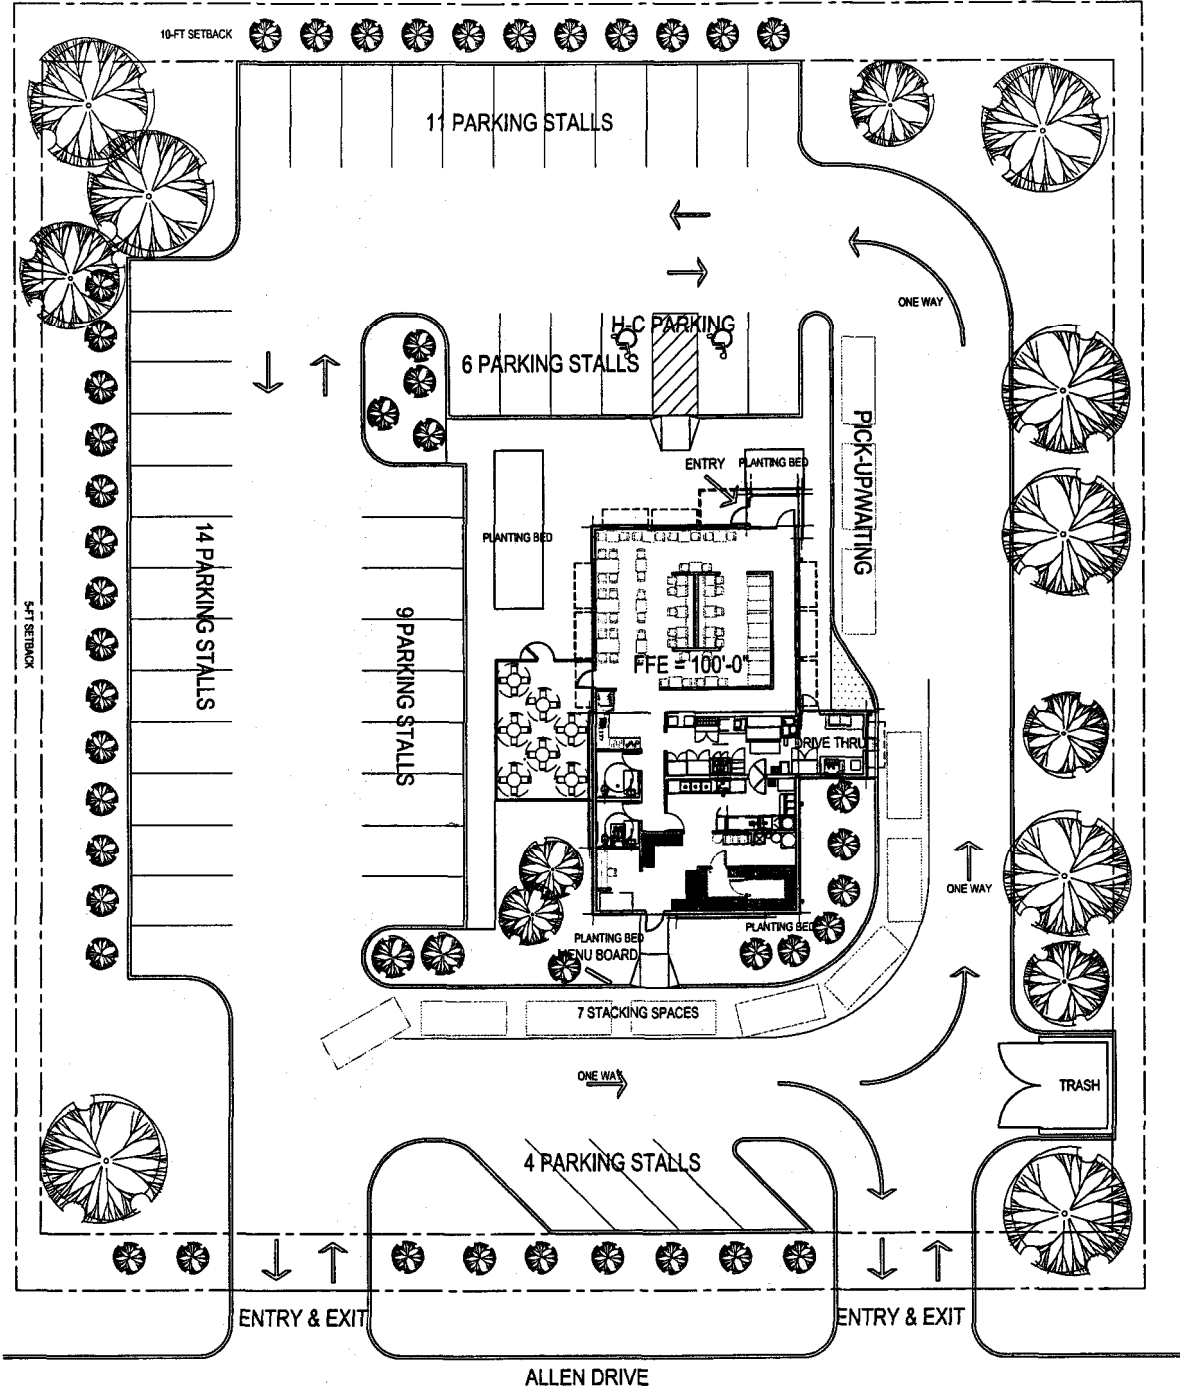 10-FT SETBACK
11 PARKING STALLS
ONE WAY
H-C PARKING
6 PARKING STALLS
PICK-UP/WAITING
ENTRY
PLANTING BED
PLANTING BED
14 PARKING STALLS
9 PARKING STALLS
5-FT SETBACK
FFE = 100'-0"
DRIVE THRU
ONE WAY
PLANTING BED
PLANTING BED
MENU BOARD
7 STACKING SPACES
ONE WAY
TRASH
4 PARKING STALLS
ENTRY & EXIT
ENTRY & EXIT
ALLEN DRIVE